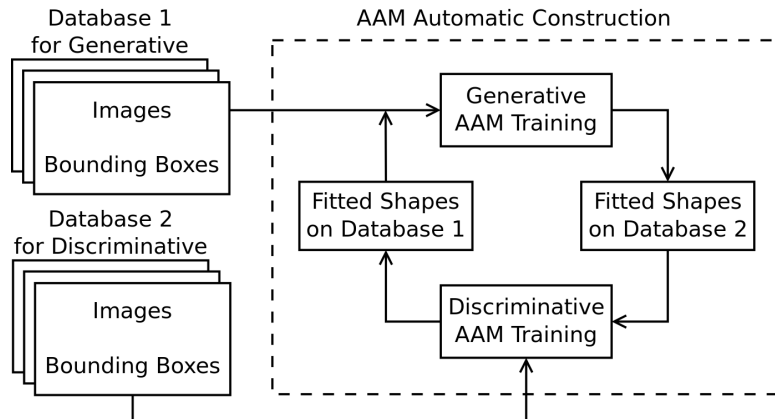 Database 1
for Generative
Images
Bounding Boxes
Database 2
for Discriminative
Images
Bounding Boxes
AAM Automatic Construction
Generative
AAM Training
Fitted Shapes
on Database 1
Fitted Shapes
on Database 2
Discriminative
AAM Training